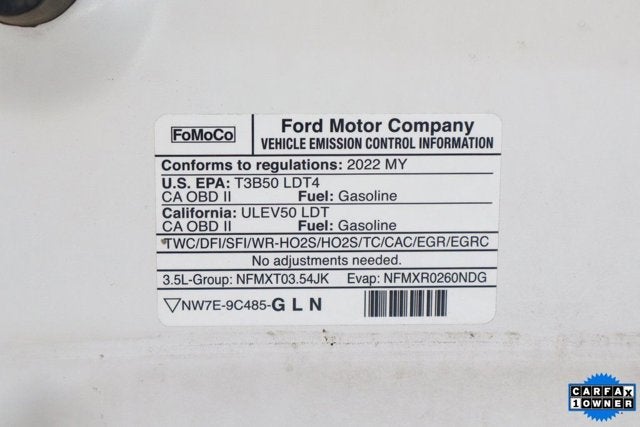 FoMoCo
Ford Motor Company
VEHICLE EMISSION CONTROL INFORMATION
Conforms to regulations: 2022 MY
U.S. EPA: T3B50 LDT4
CA OBD II Fuel: Gasoline
California: ULEV50 LDT
CA OBD II Fuel: Gasoline
TWC/DFI/SFI/WR-HO2S/HO2S/TC/CAC/EGR/EGRC
No adjustments needed.
3.5L-Group: NFMXT03.54JK Evap: NFMXR0260NDG
NW7E-9C485-GLN
CARFAX
1 OWNER